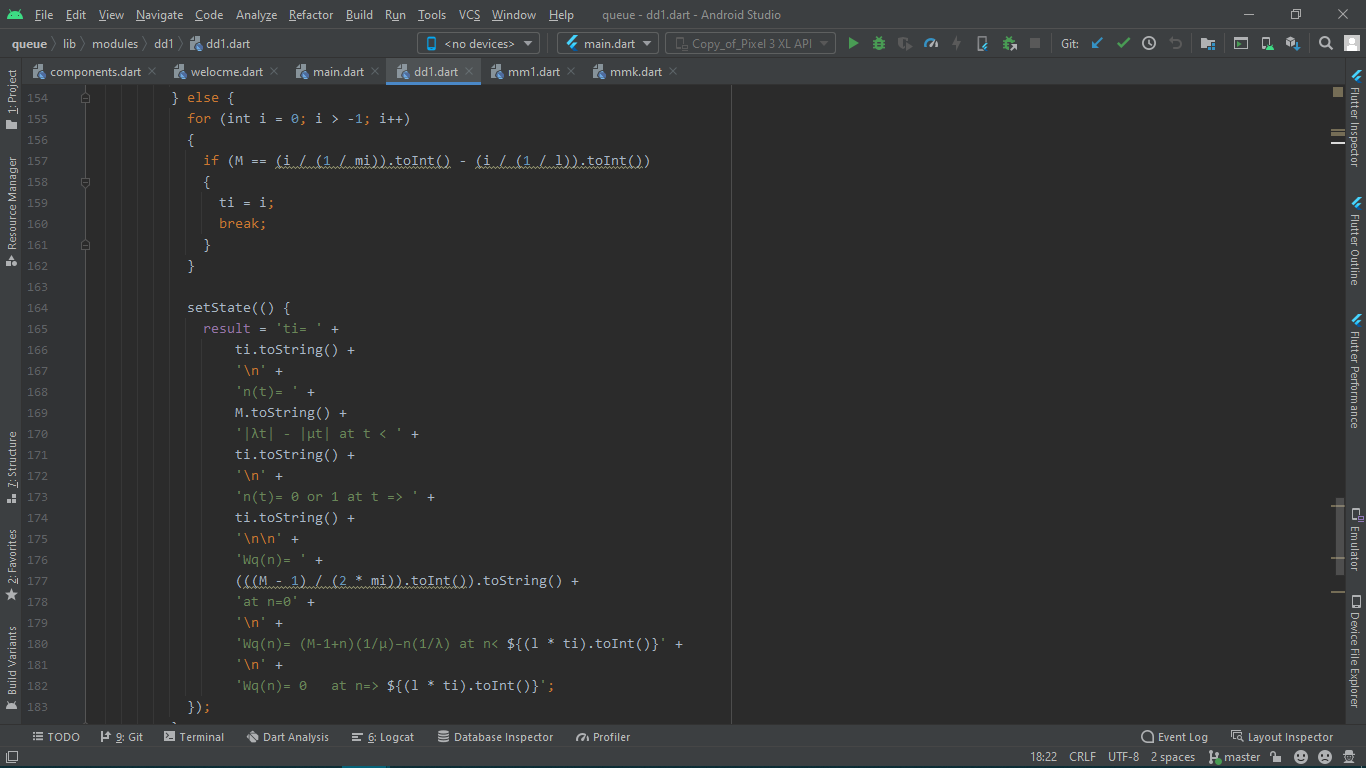 File Edit View Navigate Code Analyze Refactor Build Run Tools VCS Window Help queue - dd1.dart - Android Studio
queue lib modules dd1 dd1.dart <no devices> main.dart Copy_of_Pixel 3 XL API Git:
components.dart welocme.dart main.dart dd1.dart mm1.dart mmk.dart
1: Project
Resource Manager
7: Structure
2: Favorites
Build Variants
154 } else {
155 for (int i = 0; i > -1; i++)
156 {
157 if (M == (i / (1 / mi)).toInt() - (i / (1 / l)).toInt())
158 {
159 ti = i;
160 break;
161 }
162 }
163
164 setState(() {
165 result = 'ti= ' +
166 ti.toString() +
167 '\n' +
168 'n(t)= ' +
169 M.toString() +
170 '|λt| - |μt| at t < ' +
171 ti.toString() +
172 '\n' +
173 'n(t)= 0 or 1 at t => ' +
174 ti.toString() +
175 '\n\n' +
176 'Wq(n)= ' +
177 (((M - 1) / (2 * mi)).toInt()).toString() +
178 'at n=0' +
179 '\n' +
180 'Wq(n)= (M-1+n)(1/μ)−n(1/λ) at n< ${(l * ti).toInt()}' +
181 '\n' +
182 'Wq(n)= 0   at n=> ${(l * ti).toInt()}';
183 });
Flutter Inspector
Flutter Outline
Flutter Performance
Emulator
Device File Explorer
TODO 9: Git Terminal Dart Analysis 6: Logcat Database Inspector Profiler Event Log Layout Inspector
18:22 CRLF UTF-8 2 spaces master